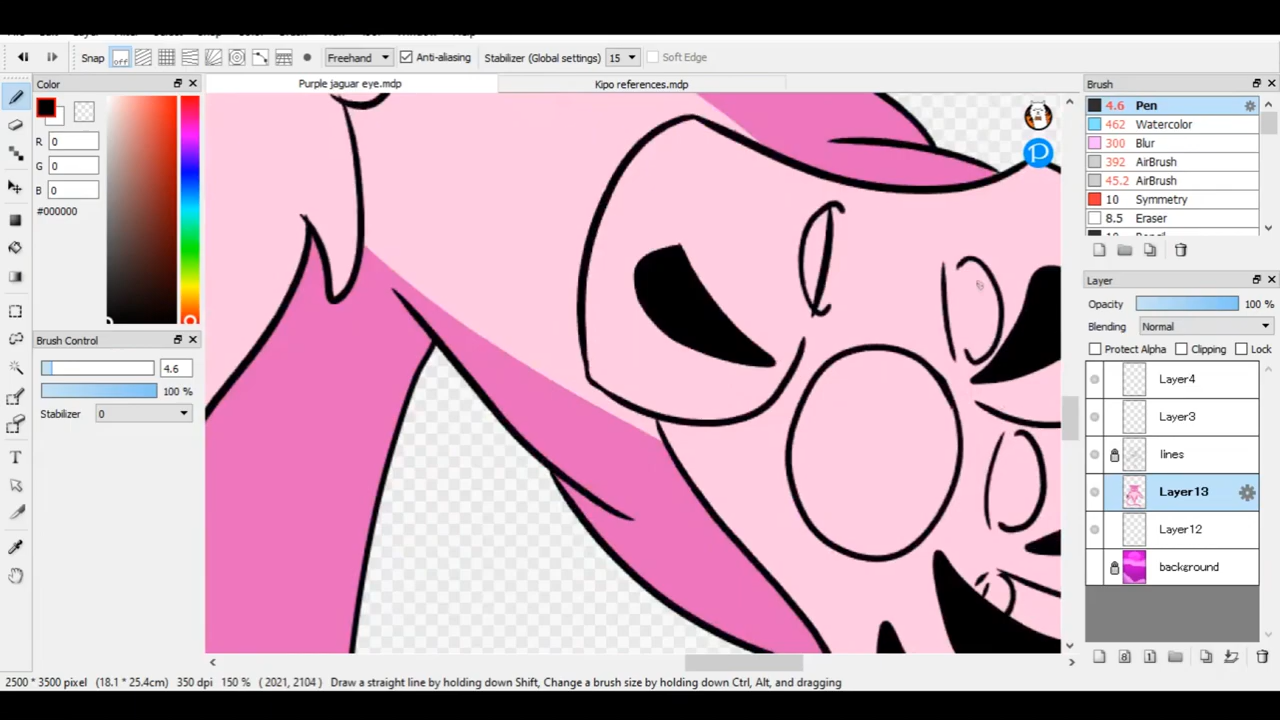 Snap
off
Freehand
Anti-aliasing
Stabilizer (Global settings)
15
Soft Edge
Color
R 0
G 0
B 0
#000000
Brush Control
4.6
100 %
Stabilizer 0
Purple jaguar eye.mdp
Kipo references.mdp
Brush
4.6 Pen
462 Watercolor
300 Blur
392 AirBrush
45.2 AirBrush
10 Symmetry
8.5 Eraser
Layer
Opacity 100 %
Blending Normal
Protect Alpha Clipping Lock
Layer4
Layer3
lines
Layer13
Layer12
background
2500 * 3500 pixel (18.1 * 25.4cm) 350 dpi 150 % ( 2021, 2104 ) Draw a straight line by holding down Shift, Change a brush size by holding down Ctrl, Alt, and dragging